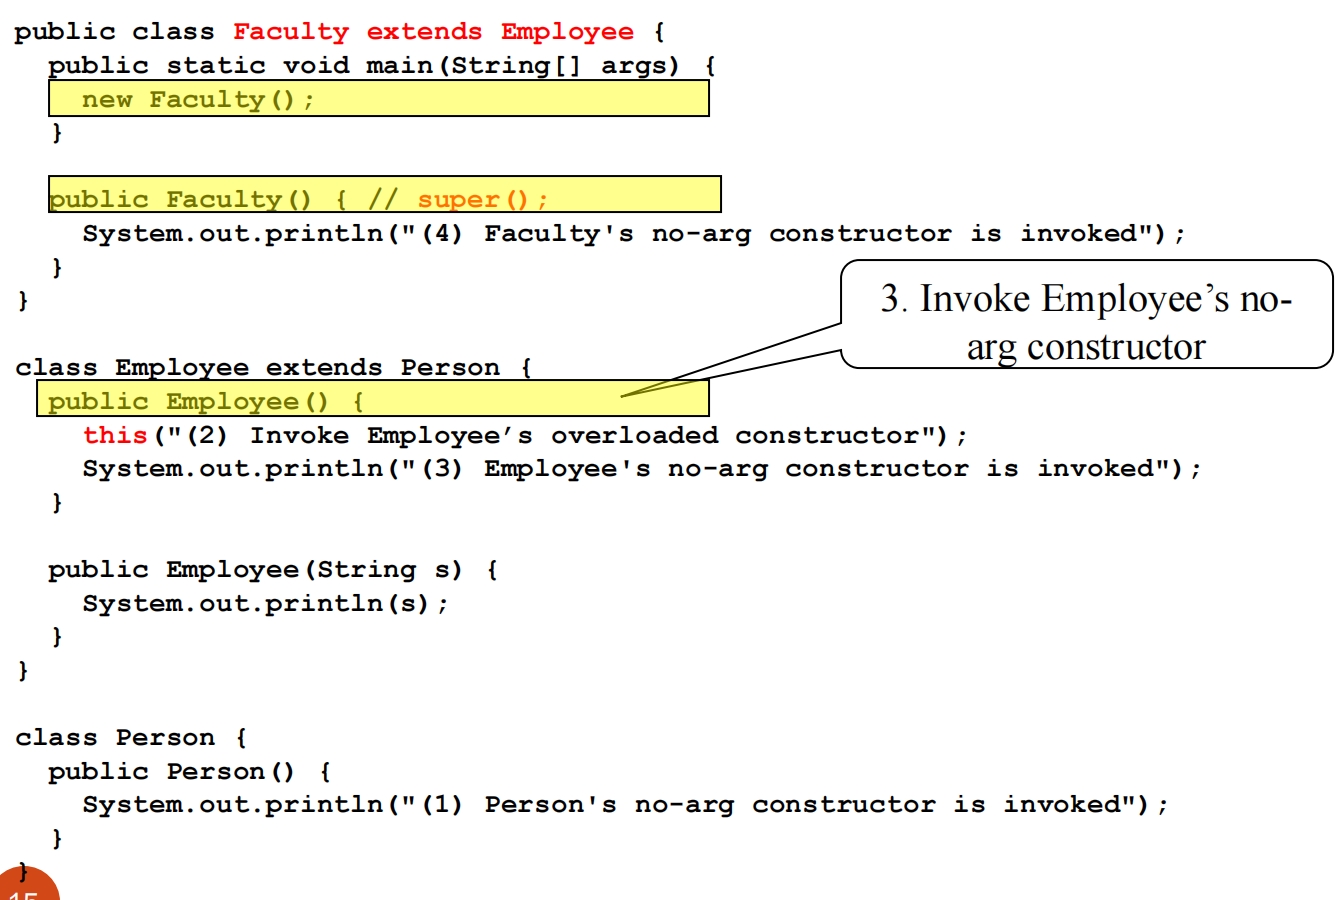 public class Faculty extends Employee {
public static void main(String[] args) {
new Faculty();
}
public Faculty() { // super();
System.out.println("(4) Faculty's no-arg constructor is invoked");
}
}
3. Invoke Employee’s no-
arg constructor
class Employee extends Person {
public Employee() {
this("(2) Invoke Employee’s overloaded constructor");
System.out.println("(3) Employee's no-arg constructor is invoked");
}
public Employee(String s) {
System.out.println(s);
}
}
class Person {
public Person() {
System.out.println("(1) Person's no-arg constructor is invoked");
}
}
15